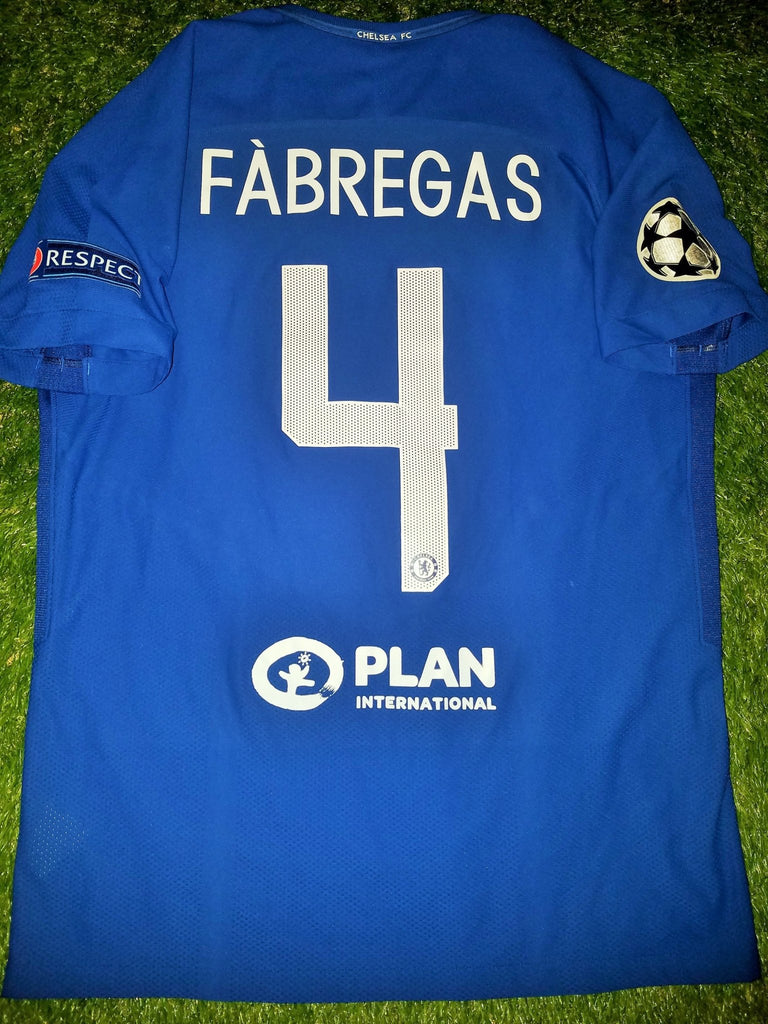 CHELSEA FC
FÀBREGAS
RESPECT
4
PLAN
INTERNATIONAL